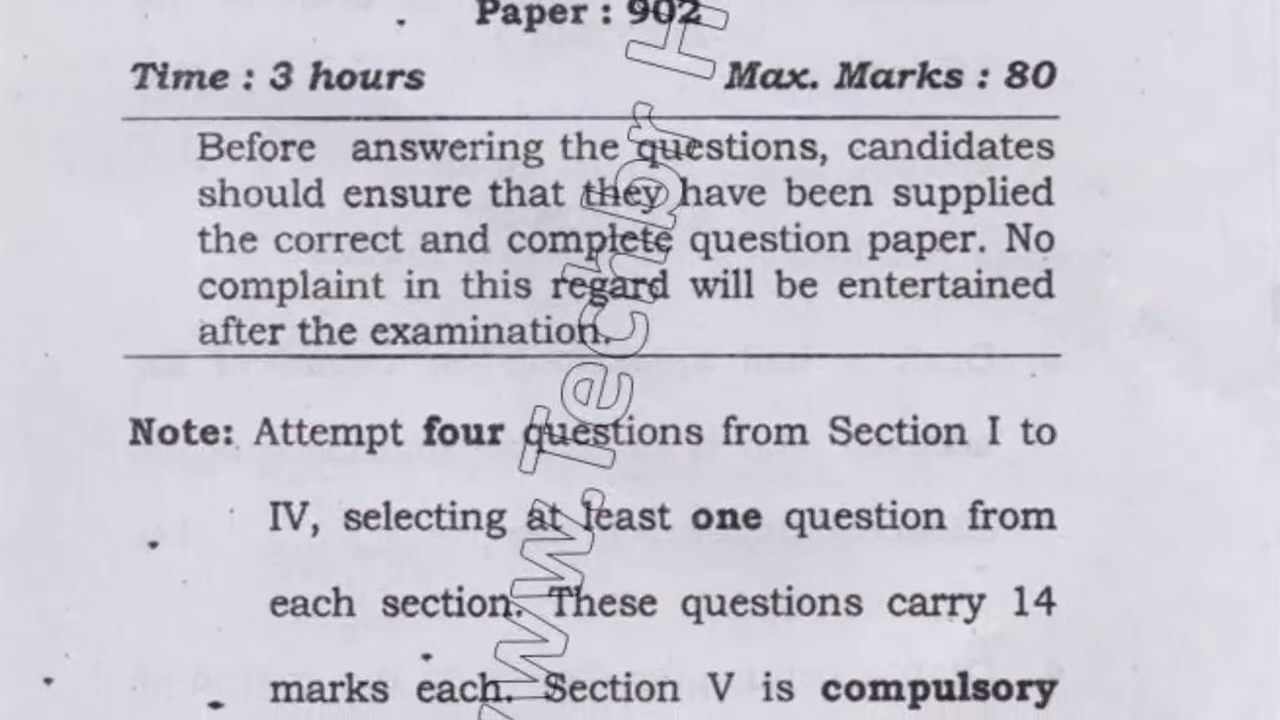 Paper : 902
Time : 3 hours Max. Marks : 80
Before answering the questions, candidates
should ensure that they have been supplied
the correct and complete question paper. No
complaint in this regard will be entertained
after the examination.
Note: Attempt four questions from Section I to
IV, selecting at least one question from
each section. These questions carry 14
marks each. Section V is compulsory
www.Techbr H